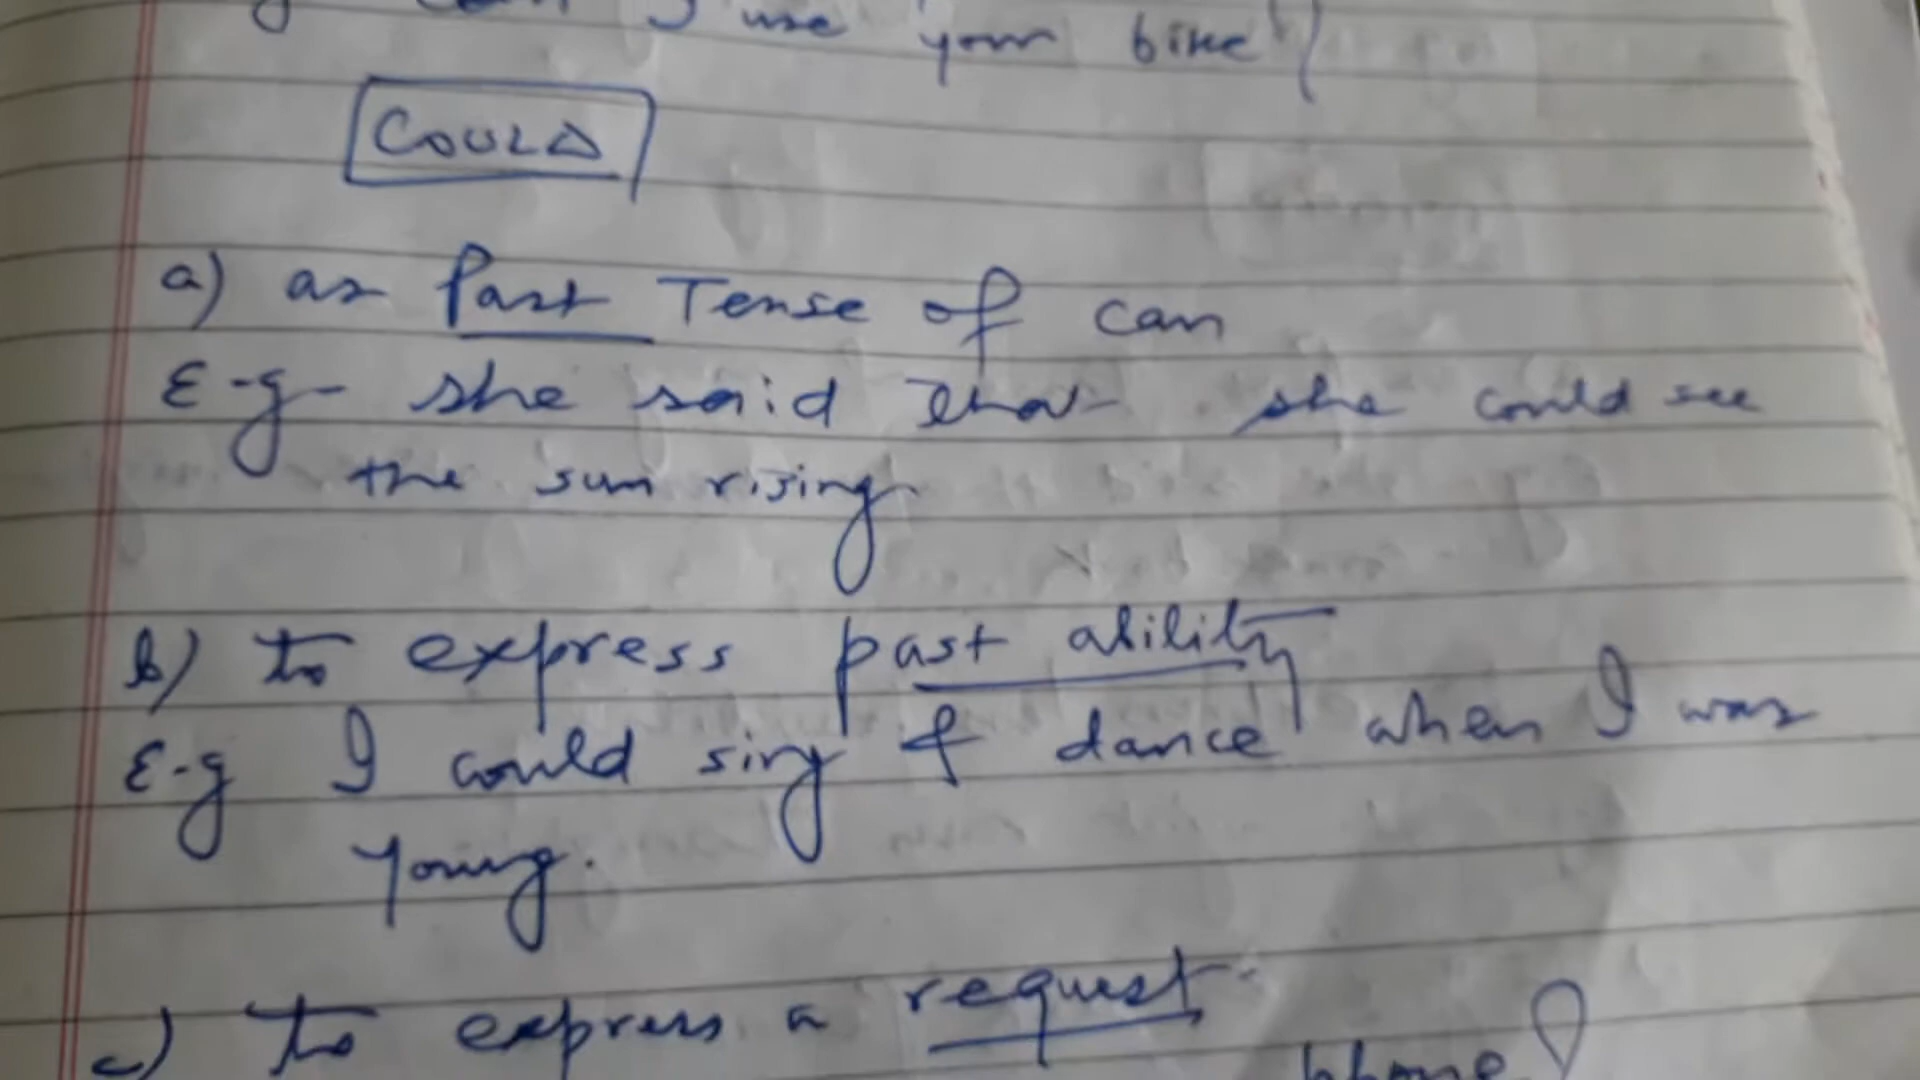 I use your bike?
COULD
a) as Past Tense of can
E-g- she said that she could see
the sun rising
b) to express past ability
E-g I could sing & dance when I was
young.
c) to express a request
phone?